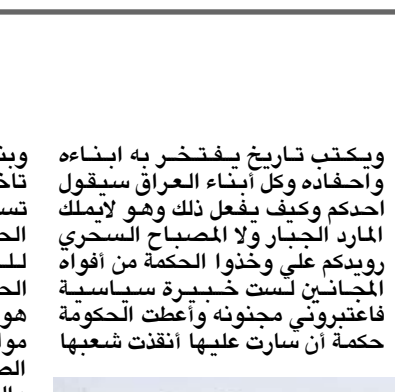 ويكتب تاريخ يفتخر به ابناءه
واحفاده وكل أبناء العراق سيقول
احدكم وكيف يفعل ذلك وهو لايملك
المارد الجبار ولا المصباح السحري
رويدكم علي وخذوا الحكمة من أفواه
المجانين لست خبيرة سياسية
فاعتبروني مجنونه وأعطت الحكومة
حكمة أن سارت عليها أنقذت شعبها